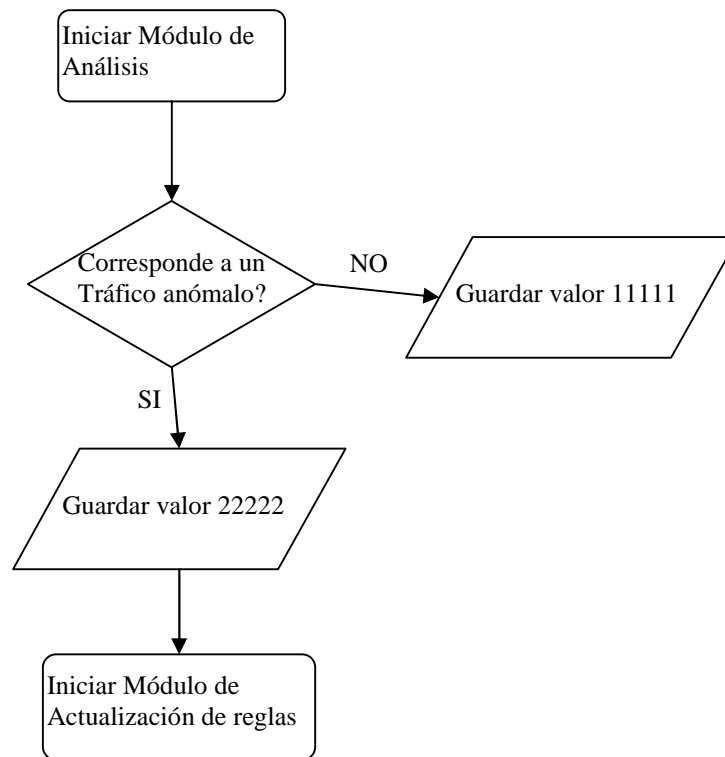 Iniciar Módulo de
Análisis
Corresponde a un
Tráfico anómalo?
NO
Guardar valor 11111
SI
Guardar valor 22222
Iniciar Módulo de
Actualización de reglas